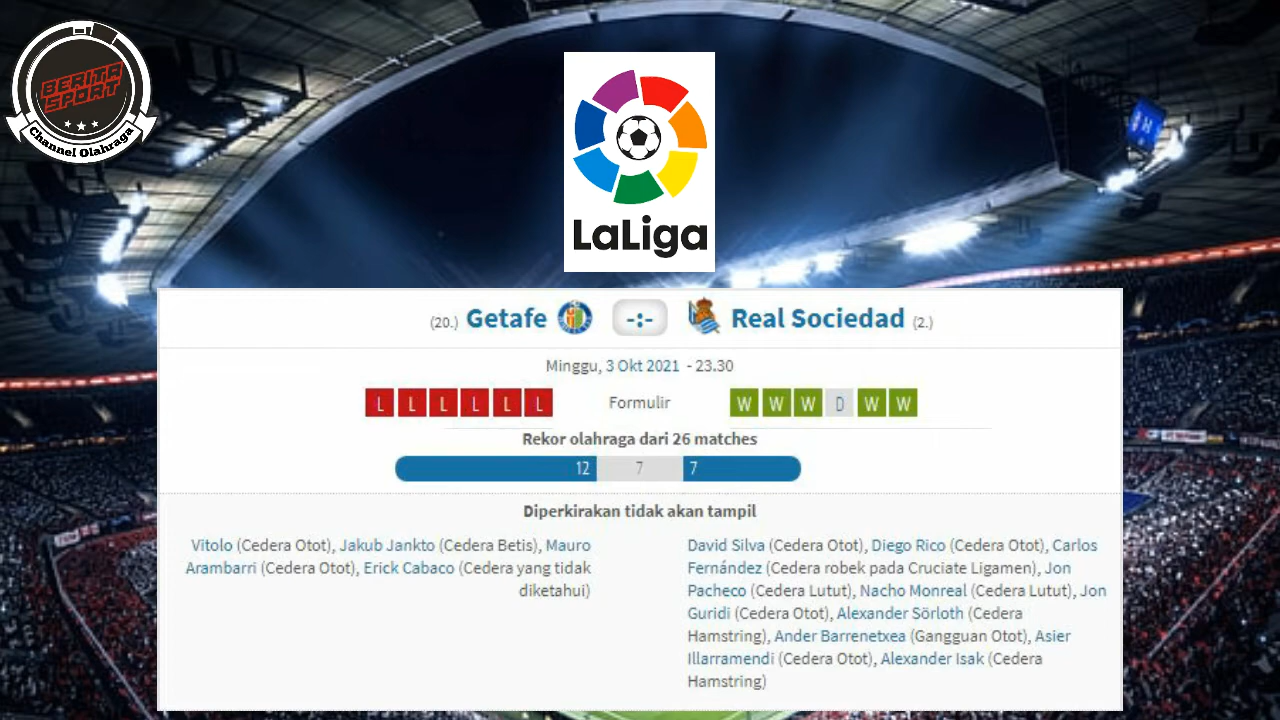 BERITA
SPORT
Channel Olahraga
LaLiga
(20.) Getafe -:- Real Sociedad (2.)
Minggu, 3 Okt 2021 - 23.30
L L L L L L Formulir W W W D W W
Rekor olahraga dari 26 matches
12 7 7
Diperkirakan tidak akan tampil
Vitolo (Cedera Otot), Jakub Jankto (Cedera Betis), Mauro
Arambarri (Cedera Otot), Erick Cabaco (Cedera yang tidak
diketahui)
David Silva (Cedera Otot), Diego Rico (Cedera Otot), Carlos
Fernández (Cedera robek pada Cruciate Ligamen), Jon
Pacheco (Cedera Lutut), Nacho Monreal (Cedera Lutut), Jon
Guridi (Cedera Otot), Alexander Sörloth (Cedera
Hamstring), Ander Barrenetxea (Gangguan Otot), Asier
Illarramendi (Cedera Otot), Alexander Isak (Cedera
Hamstring)